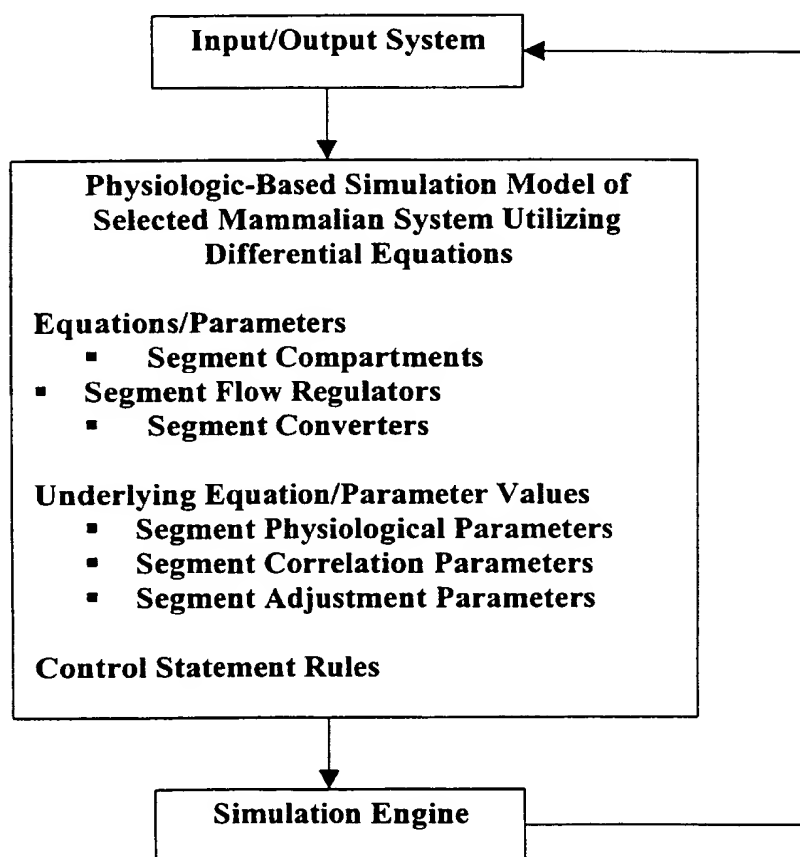 Input/Output System
Physiologic-Based Simulation Model of
Selected Mammalian System Utilizing
Differential Equations
Equations/Parameters
▪ Segment Compartments
▪ Segment Flow Regulators
▪ Segment Converters
Underlying Equation/Parameter Values
▪ Segment Physiological Parameters
▪ Segment Correlation Parameters
▪ Segment Adjustment Parameters
Control Statement Rules
Simulation Engine